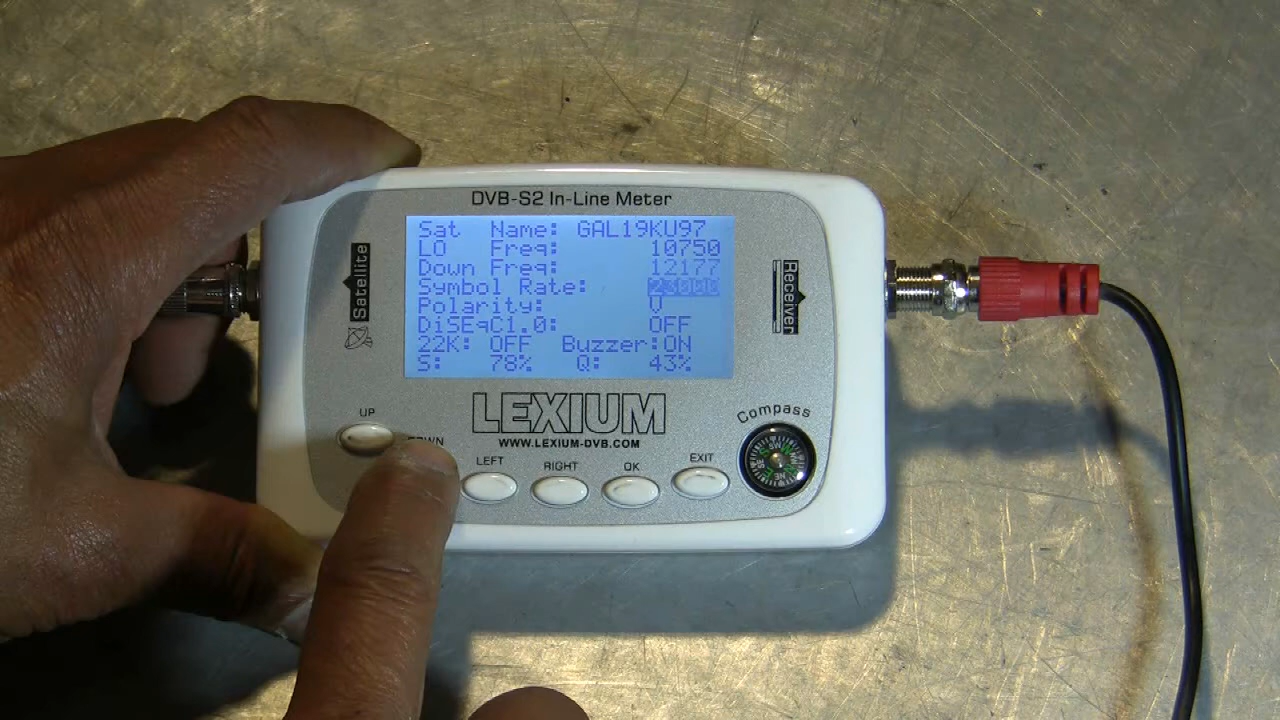 DVB-S2 In-Line Meter
Sat Name: GAL19KU97
LO Freq: 10750
Down Freq: 12177
Symbol Rate: 23000
Polarity: V
DiSEqC1.0: OFF
22K: OFF Buzzer:ON
S: 78% Q: 43%
Satellite
Receiver
LEXIUM
WWW.LEXIUM-DVB.COM
Compass
UP
LEFT
RIGHT
OK
EXIT